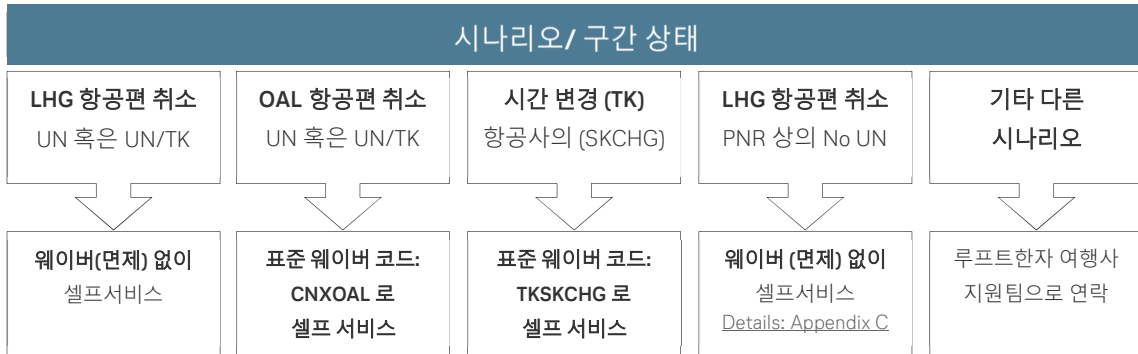 시나리오/ 구간 상태
LHG 항공편 취소
UN 혹은 UN/TK
OAL 항공편 취소
UN 혹은 UN/TK
시간 변경 (TK)
항공사의 (SKCHG)
LHG 항공편 취소
PNR 상의 No UN
기타 다른
시나리오
웨이버(면제) 없이
셀프서비스
표준 웨이버 코드:
CNXOAL 로
셀프 서비스
표준 웨이버 코드:
TKSKCHG 로
셀프 서비스
웨이버 (면제) 없이
셀프서비스
Details: Appendix C
루프트한자 여행사
지원팀으로 연락